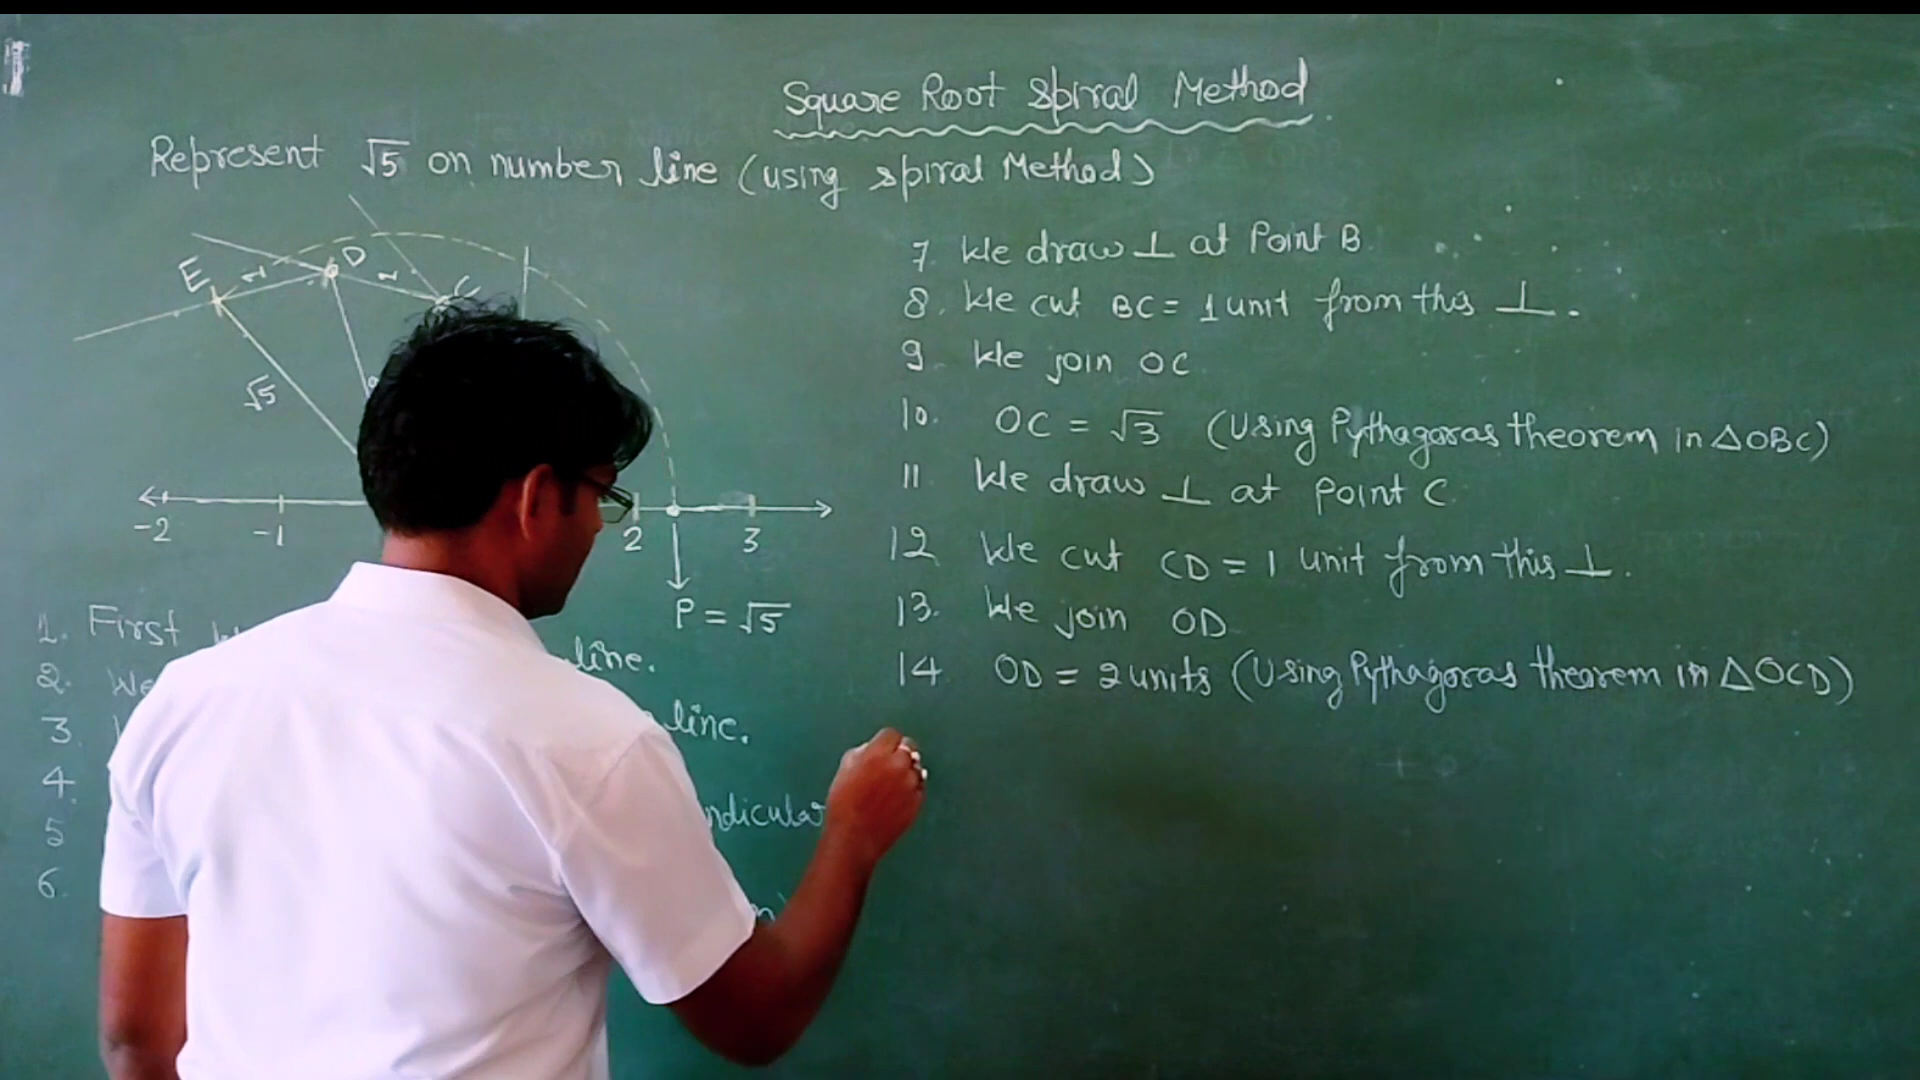 Square Root Spiral Method
Represent √5 on number line (using spiral Method)
E
1
D
1
C
√5
-2 -1 2 3
P = √5
1. First
line.
2. We
3.
line.
4.
5
6.
7. We draw ⊥ at Point B.
8. We cut BC = 1 unit from this ⊥.
9. We join OC
10. OC = √3 (Using Pythagoras theorem in △OBC)
11 We draw ⊥ at Point C
12 We cut CD = 1 unit from this ⊥.
13. We join OD
14 OD = 2 units (Using Pythagoras theorem in △OCD)